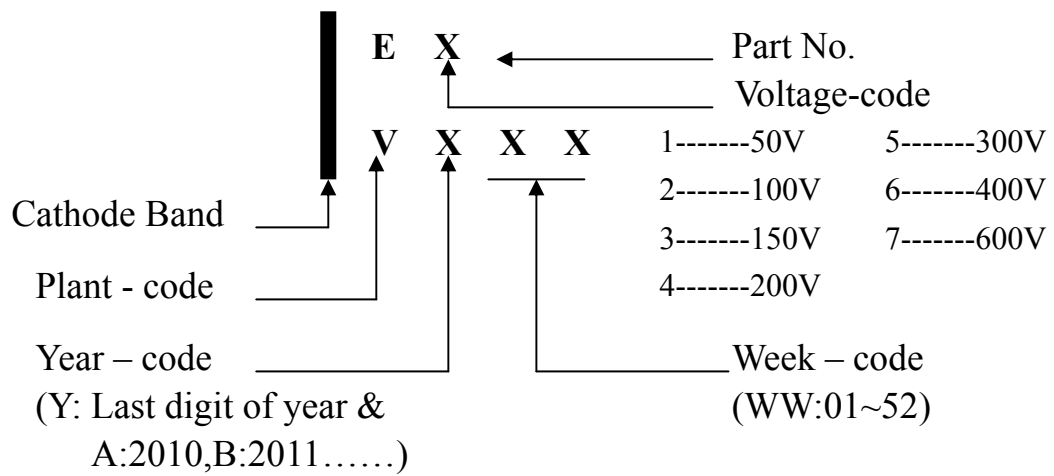 E X Part No.
Voltage-code
V X X X 1-------50V 5-------300V
2-------100V 6-------400V
Cathode Band 3-------150V 7-------600V
Plant - code 4-------200V
Year – code Week – code
(Y: Last digit of year & (WW:01~52)
A:2010,B:2011……)